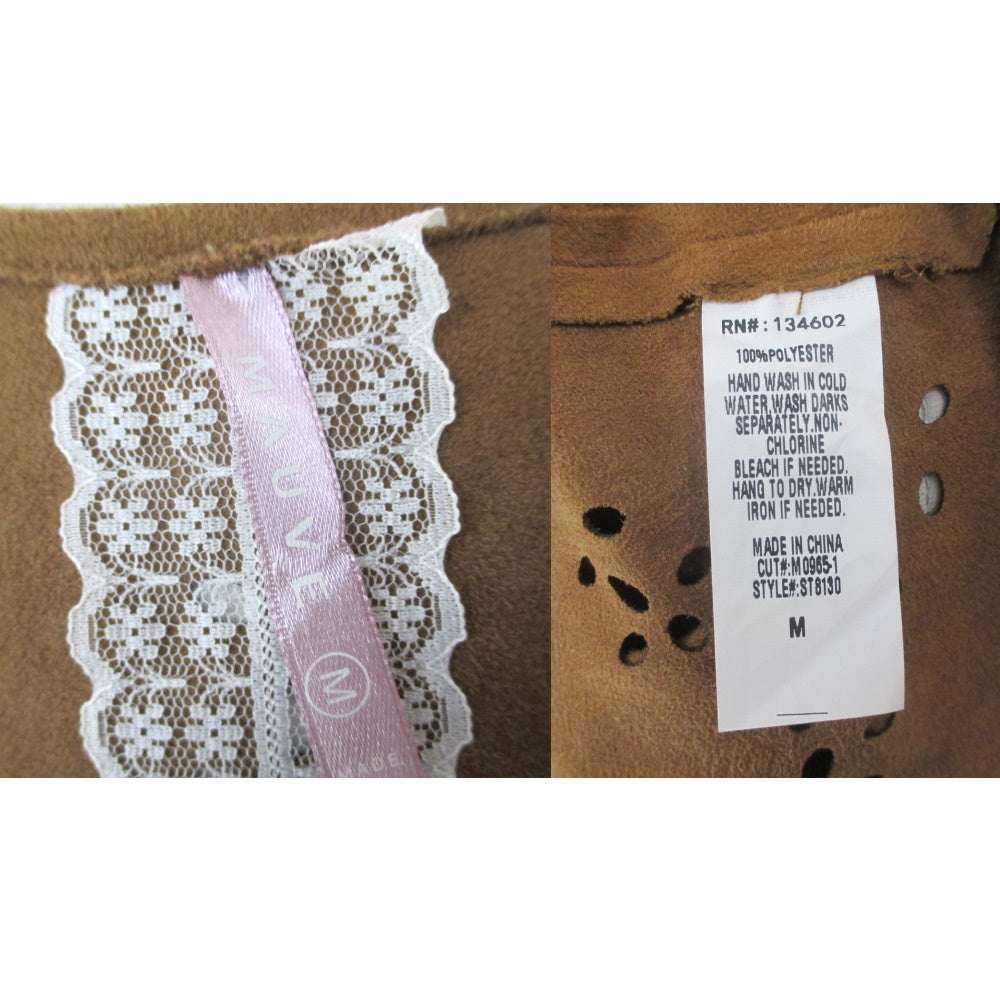 MAUVE
M
MADE
RN#: 134602
100%POLYESTER
HAND WASH IN COLD
WATER,WASH DARKS
SEPARATELY.NON-
CHLORINE
BLEACH IF NEEDED.
HANG TO DRY.WARM
IRON IF NEEDED.
MADE IN CHINA
CUT#:M0965-1
STYLE#:ST8130
M